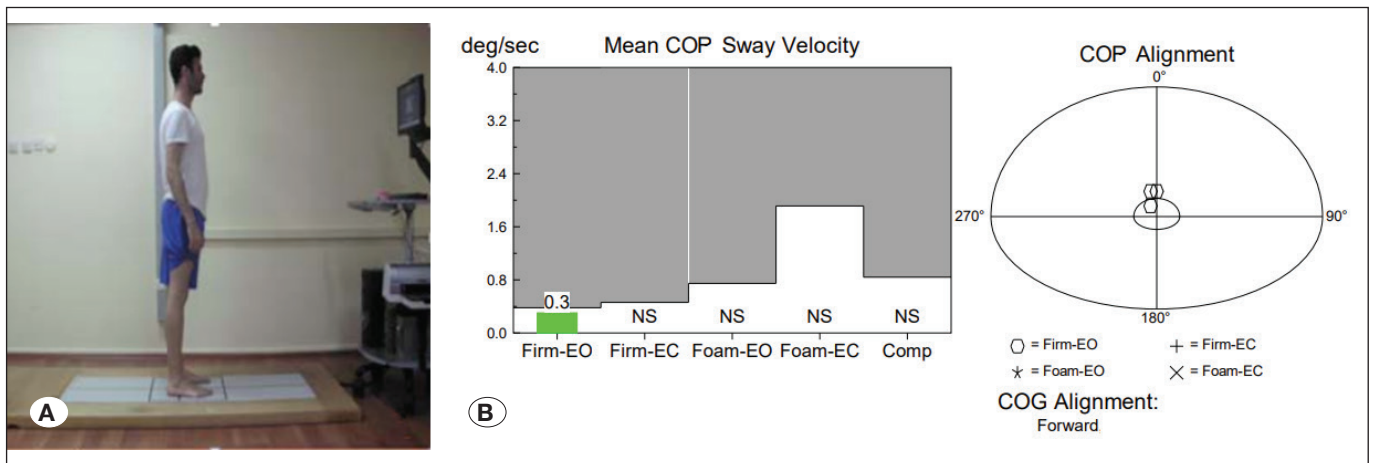 A
B
deg/sec
Mean COP Sway Velocity
4.0
3.2
2.4
1.6
0.8
0.0
0.3
NS
NS
NS
NS
Firm-EO
Firm-EC
Foam-EO
Foam-EC
Comp
COP Alignment
0°
270°
90°
180°
= Firm-EO
= Firm-EC
= Foam-EO
= Foam-EC
COG Alignment:
Forward